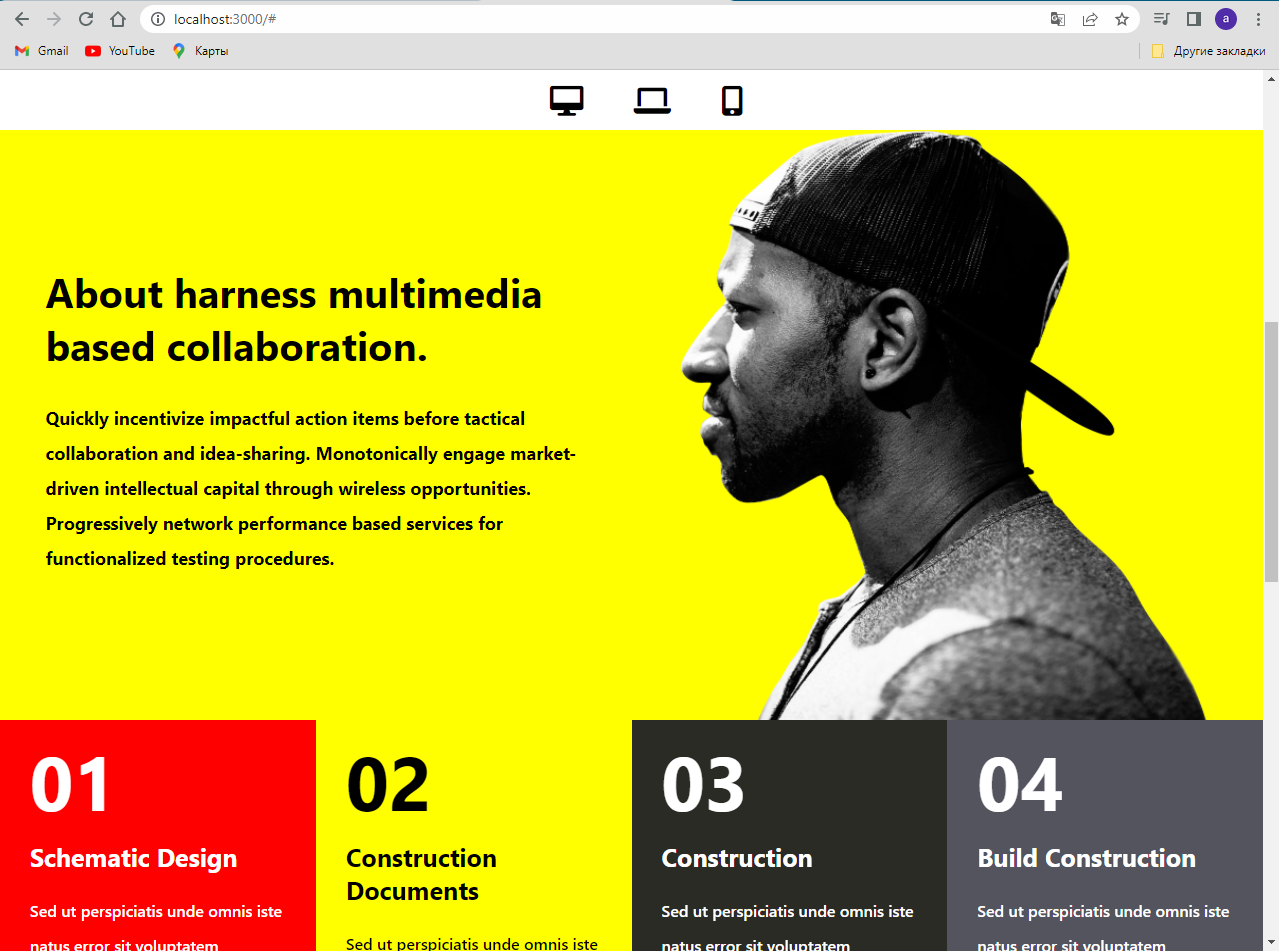 localhost:3000/#
a
Gmail
YouTube
Карты
Другие закладки
About harness multimedia
based collaboration.
Quickly incentivize impactful action items before tactical
collaboration and idea-sharing. Monotonically engage market-
driven intellectual capital through wireless opportunities.
Progressively network performance based services for
functionalized testing procedures.
01
Schematic Design
Sed ut perspiciatis unde omnis iste
natus error sit voluptatem
02
Construction
Documents
Sed ut perspiciatis unde omnis iste
03
Construction
Sed ut perspiciatis unde omnis iste
natus error sit voluptatem
04
Build Construction
Sed ut perspiciatis unde omnis iste
natus error sit voluptatem